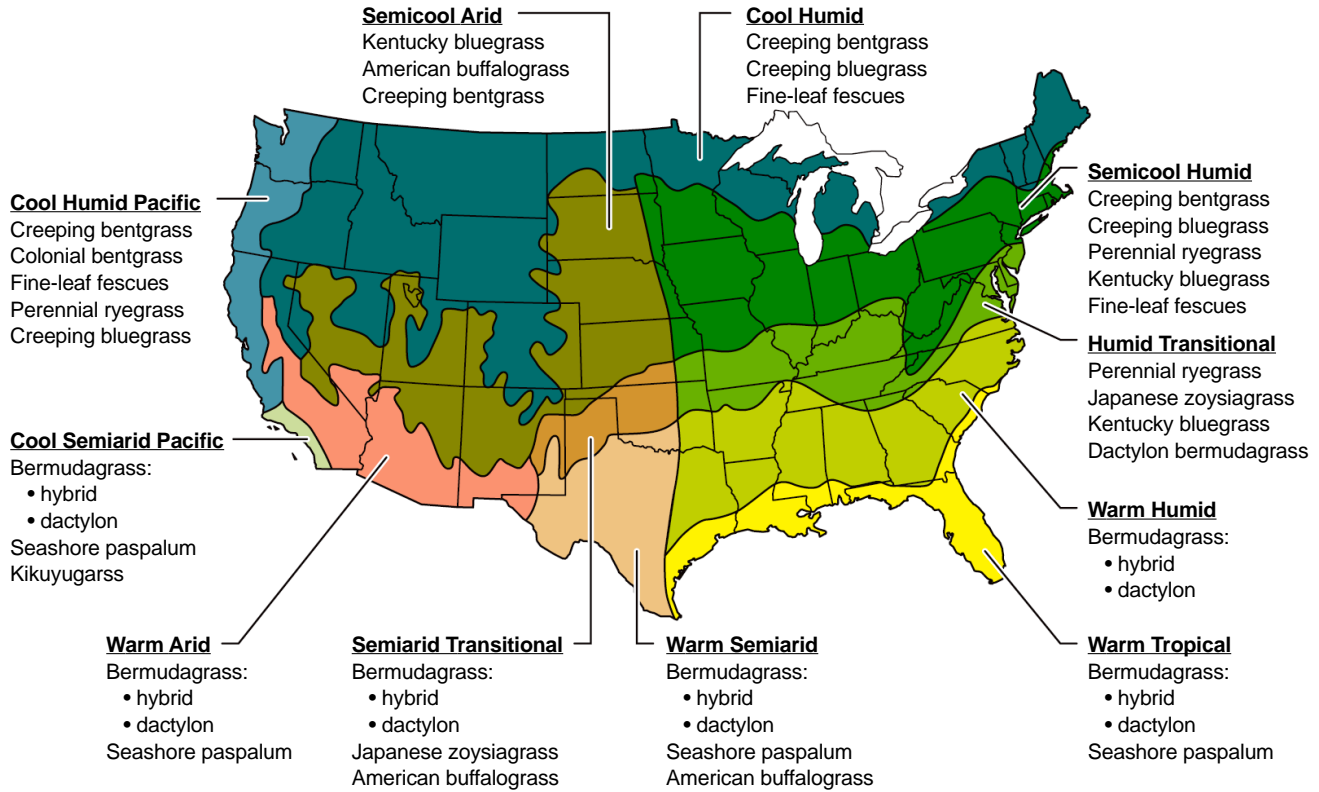 Semicool Arid
Kentucky bluegrass
American buffalograss
Creeping bentgrass
Cool Humid
Creeping bentgrass
Creeping bluegrass
Fine-leaf fescues
Cool Humid Pacific
Creeping bentgrass
Colonial bentgrass
Fine-leaf fescues
Perennial ryegrass
Creeping bluegrass
Semicool Humid
Creeping bentgrass
Creeping bluegrass
Perennial ryegrass
Kentucky bluegrass
Fine-leaf fescues
Humid Transitional
Perennial ryegrass
Japanese zoysiagrass
Kentucky bluegrass
Dactylon bermudagrass
Cool Semiarid Pacific
Bermudagrass:
• hybrid
• dactylon
Seashore paspalum
Kikuyugarss
Warm Humid
Bermudagrass:
• hybrid
• dactylon
Warm Arid
Bermudagrass:
• hybrid
• dactylon
Seashore paspalum
Semiarid Transitional
Bermudagrass:
• hybrid
• dactylon
Japanese zoysiagrass
American buffalograss
Warm Semiarid
Bermudagrass:
• hybrid
• dactylon
Seashore paspalum
American buffalograss
Warm Tropical
Bermudagrass:
• hybrid
• dactylon
Seashore paspalum